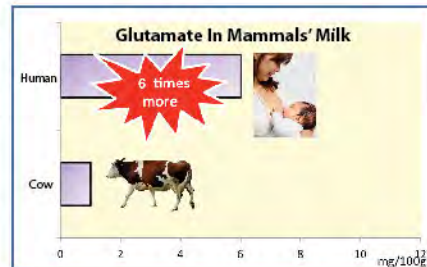 Glutamate In Mammals' Milk
Human
6 times
more
Cow
0 2 4 6 8 10 12
mg/100g